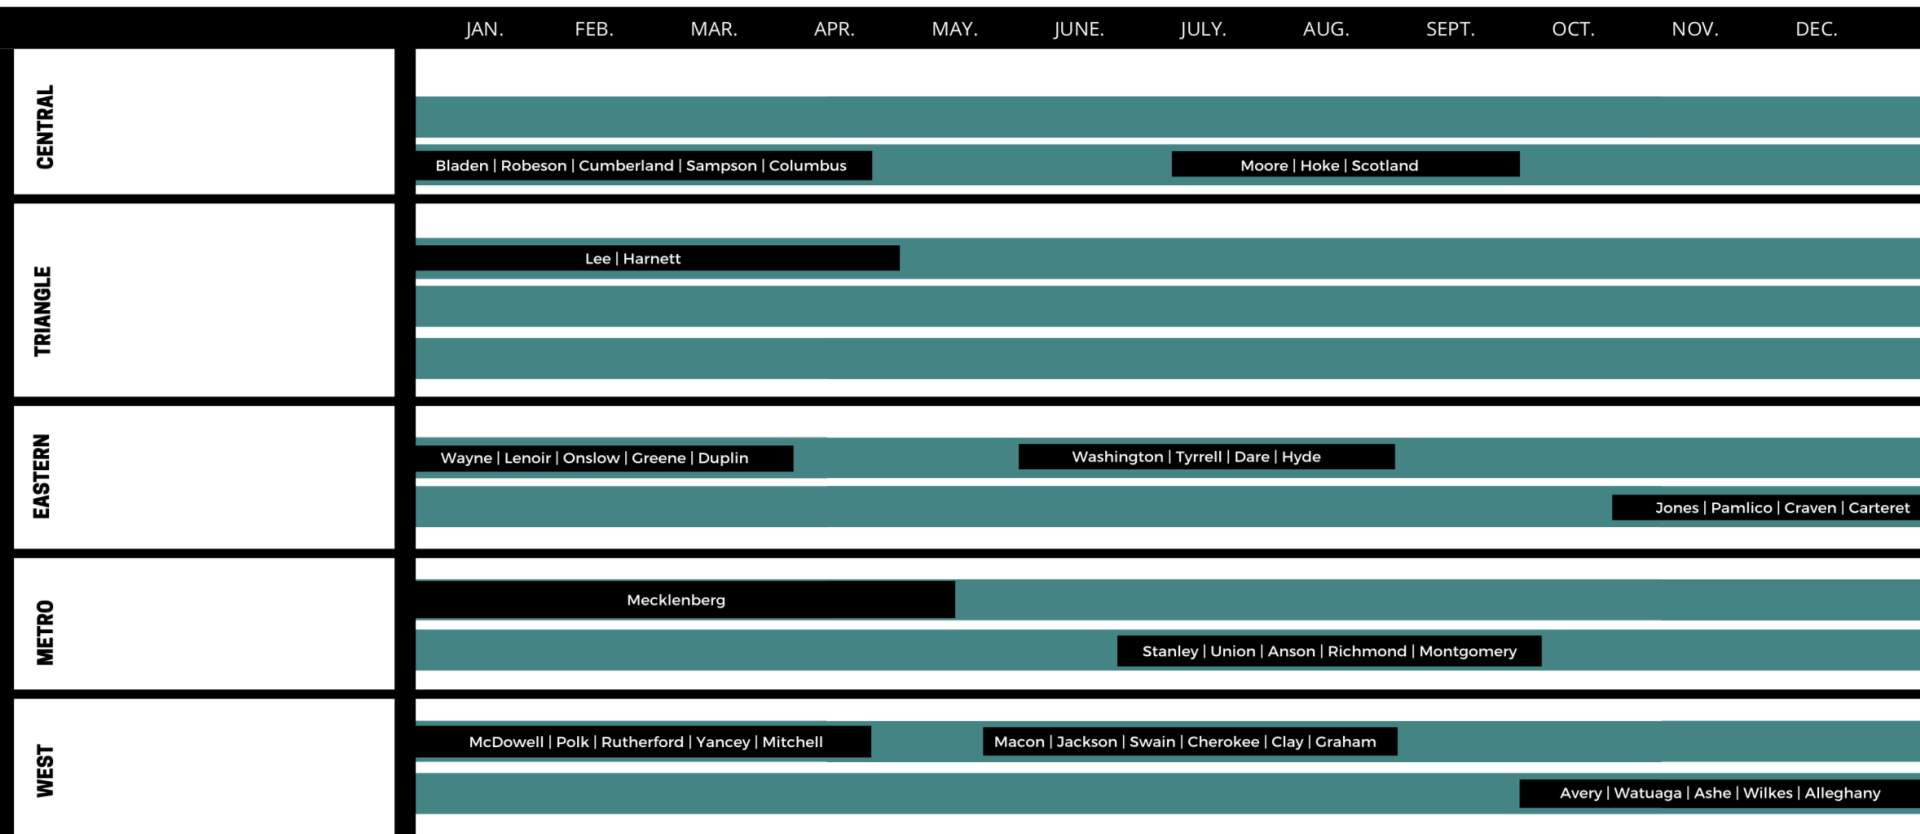 JAN. FEB. MAR. APR. MAY. JUNE. JULY. AUG. SEPT. OCT. NOV. DEC.
CENTRAL
Bladen | Robeson | Cumberland | Sampson | Columbus
Moore | Hoke | Scotland
TRIANGLE
Lee | Harnett
EASTERN
Wayne | Lenoir | Onslow | Greene | Duplin
Washington | Tyrrell | Dare | Hyde
Jones | Pamlico | Craven | Carteret
METRO
Mecklenberg
Stanley | Union | Anson | Richmond | Montgomery
WEST
McDowell | Polk | Rutherford | Yancey | Mitchell
Macon | Jackson | Swain | Cherokee | Clay | Graham
Avery | Watuaga | Ashe | Wilkes | Alleghany